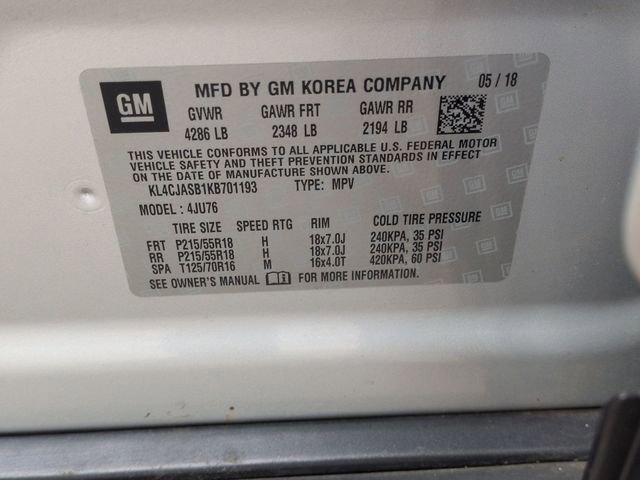 GM MFD BY GM KOREA COMPANY 05 / 18
GVWR GAWR FRT GAWR RR
4286 LB 2348 LB 2194 LB
THIS VEHICLE CONFORMS TO ALL APPLICABLE U.S. FEDERAL MOTOR
VEHICLE SAFETY AND THEFT PREVENTION STANDARDS IN EFFECT
ON THE DATE OF MANUFACTURE SHOWN ABOVE.
KL4CJASB1KB701193 TYPE: MPV
MODEL : 4JU76
TIRE SIZE SPEED RTG RIM COLD TIRE PRESSURE
FRT P215/55R18 H 18x7.0J 240KPA, 35 PSI
RR P215/55R18 H 18x7.0J 240KPA, 35 PSI
SPA T125/70R16 M 16x4.0T 420KPA, 60 PSI
SEE OWNER'S MANUAL FOR MORE INFORMATION.